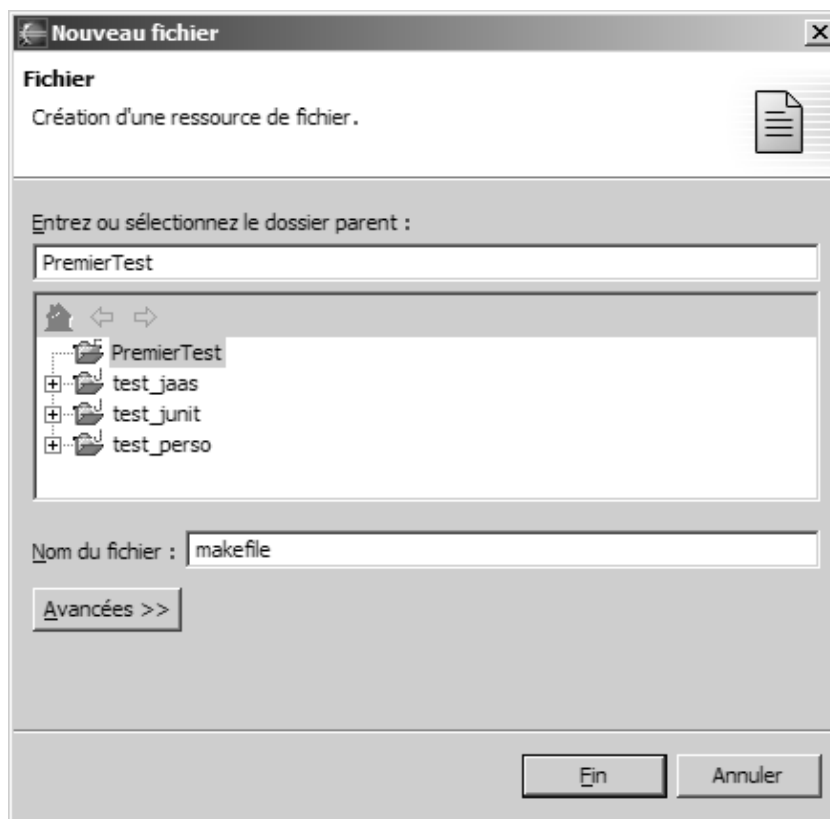 Nouveau fichier
Fichier
Création d'une ressource de fichier.
Entrez ou sélectionnez le dossier parent :
PremierTest
PremierTest
test_jaas
test_junit
test_perso
Nom du fichier : makefile
Avancées >>
Fin Annuler